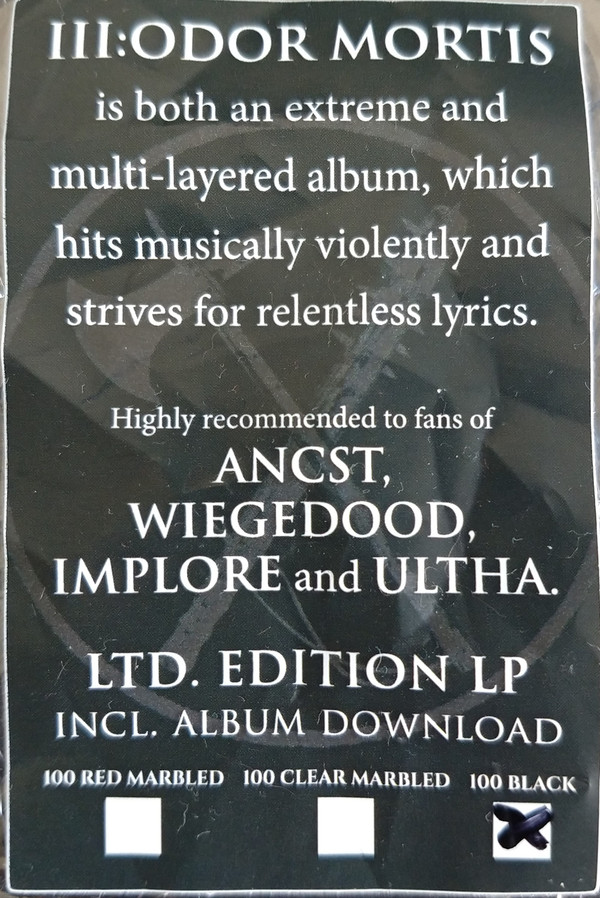 III:ODOR MORTIS
is both an extreme and
multi-layered album, which
hits musically violently and
strives for relentless lyrics.
Highly recommended to fans of
ANCST,
WIEGEDOOD,
IMPLORE and ULTHA.
LTD. EDITION LP
INCL. ALBUM DOWNLOAD
100 RED MARBLED 100 CLEAR MARBLED 100 BLACK